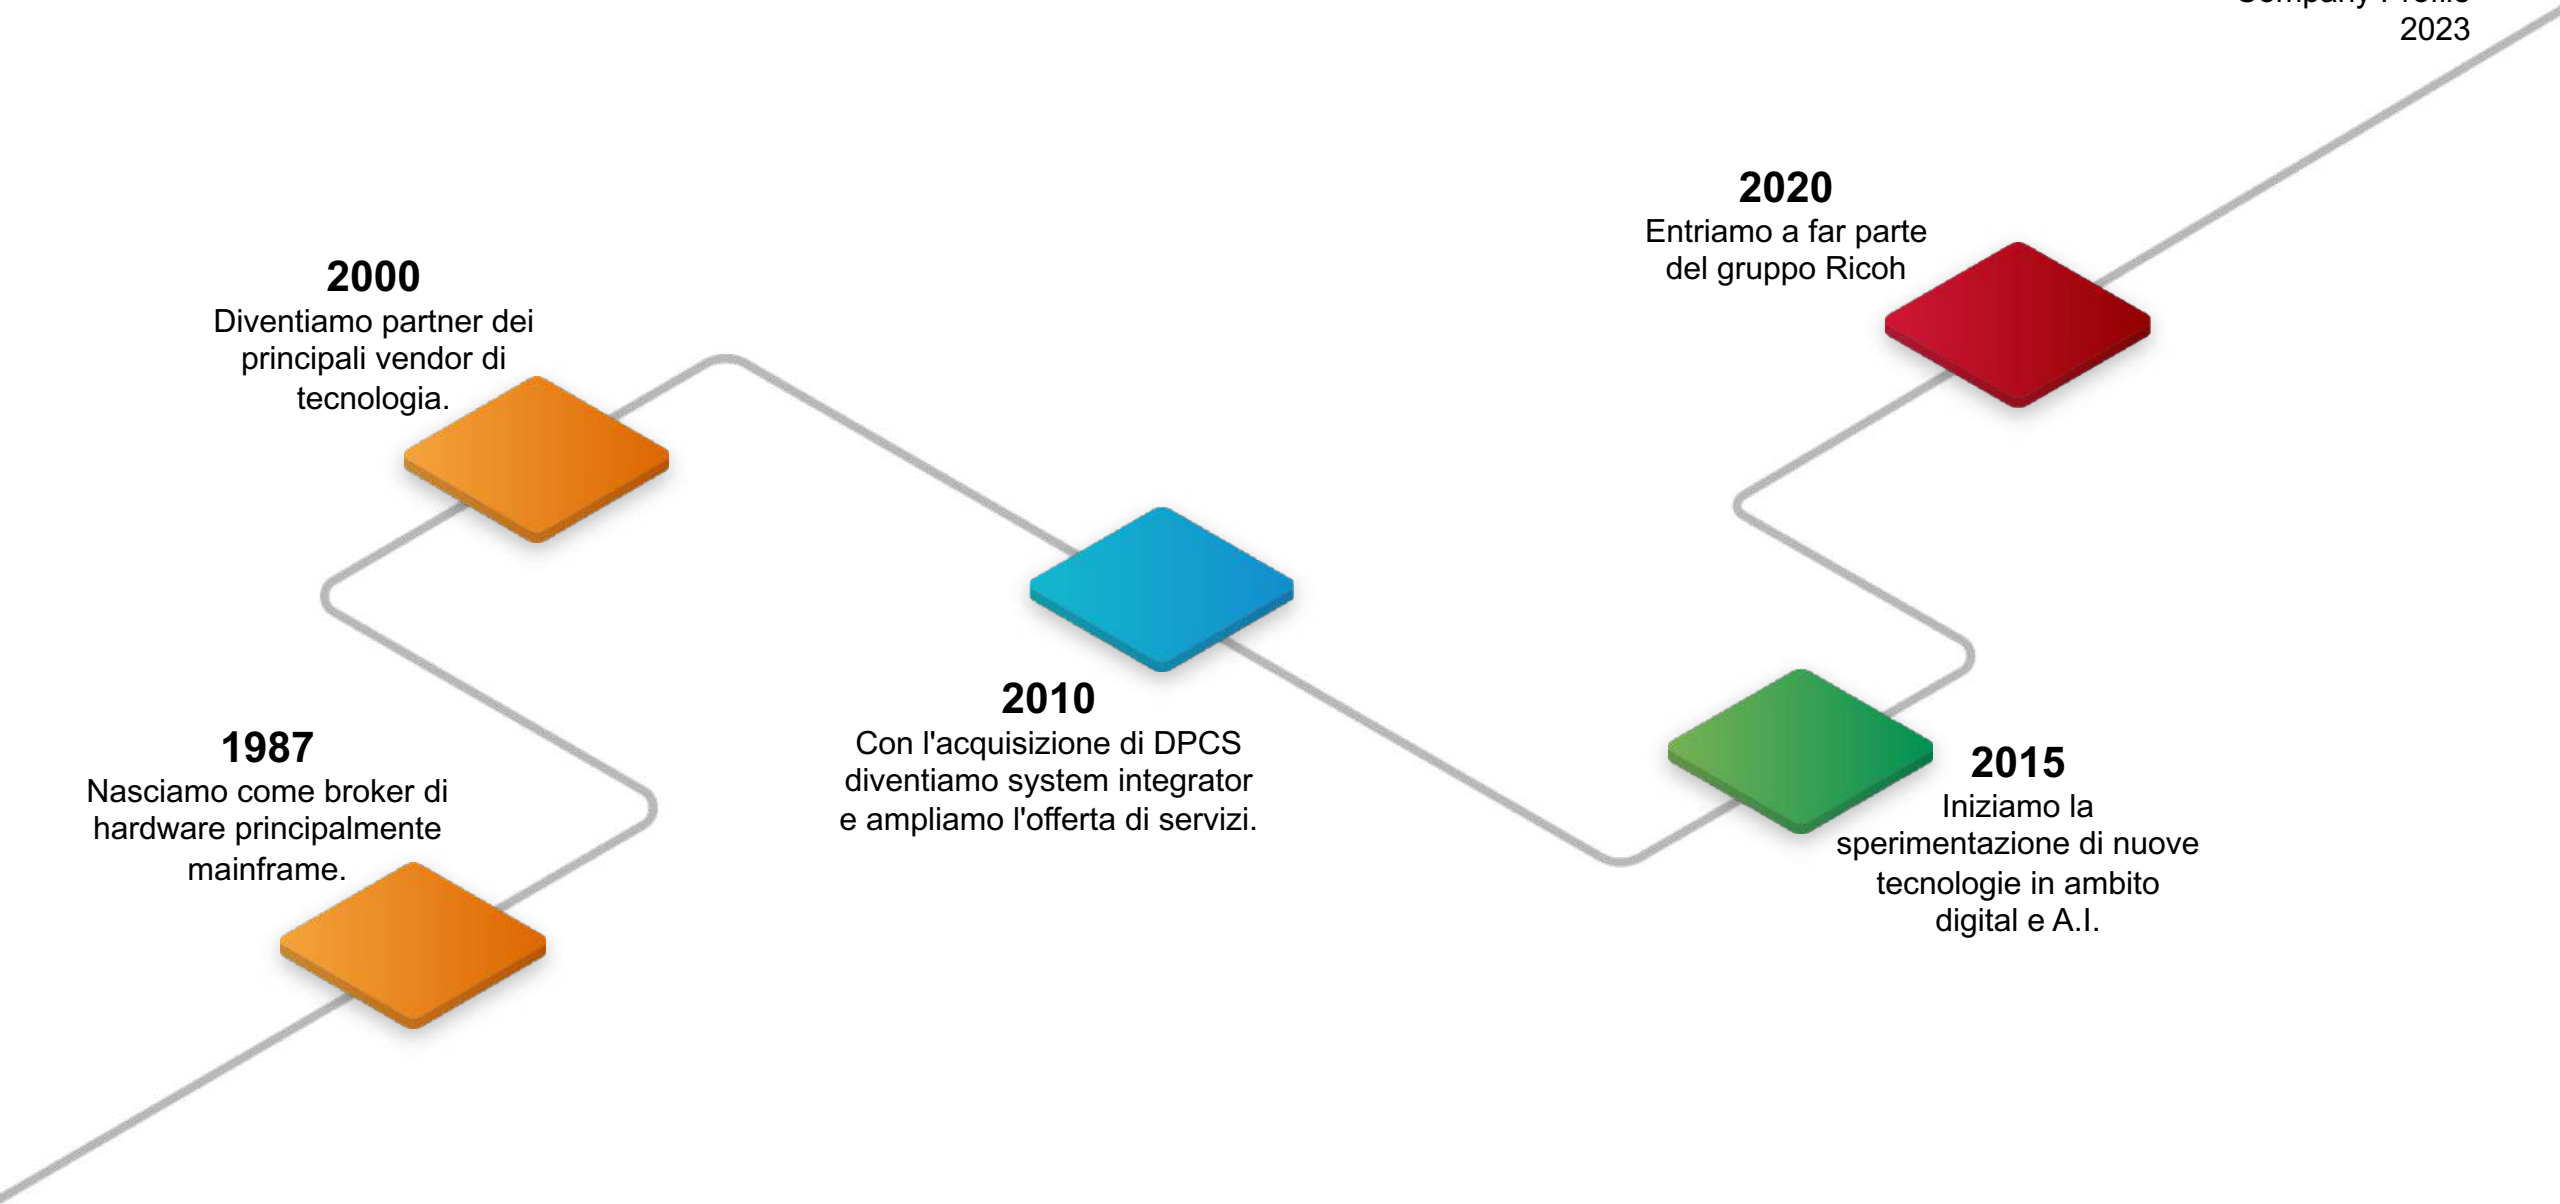 2023
2020
Entriamo a far parte
del gruppo Ricoh
2000
Diventiamo partner dei
principali vendor di
tecnologia.
2010
Con l'acquisizione di DPCS
diventiamo system integrator
e ampliamo l'offerta di servizi.
1987
Nasciamo come broker di
hardware principalmente
mainframe.
2015
Iniziamo la
sperimentazione di nuove
tecnologie in ambito
digital e A.I.